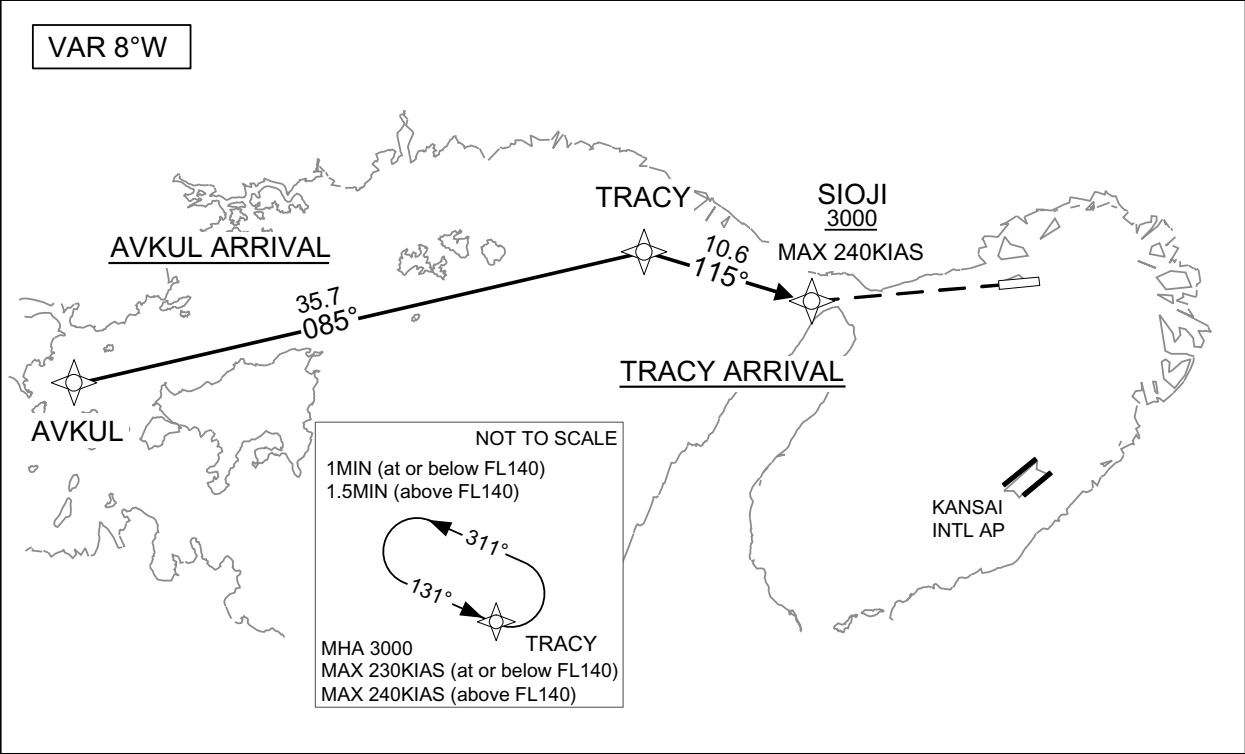 VAR 8°W
TRACY
SIOJI
3000
MAX 240KIAS
AVKUL ARRIVAL
10.6
115°
35.7
085°
TRACY ARRIVAL
AVKUL
NOT TO SCALE
1MIN (at or below FL140)
1.5MIN (above FL140)
311°
131°
TRACY
MHA 3000
MAX 230KIAS (at or below FL140)
MAX 240KIAS (above FL140)
KANSAI
INTL AP